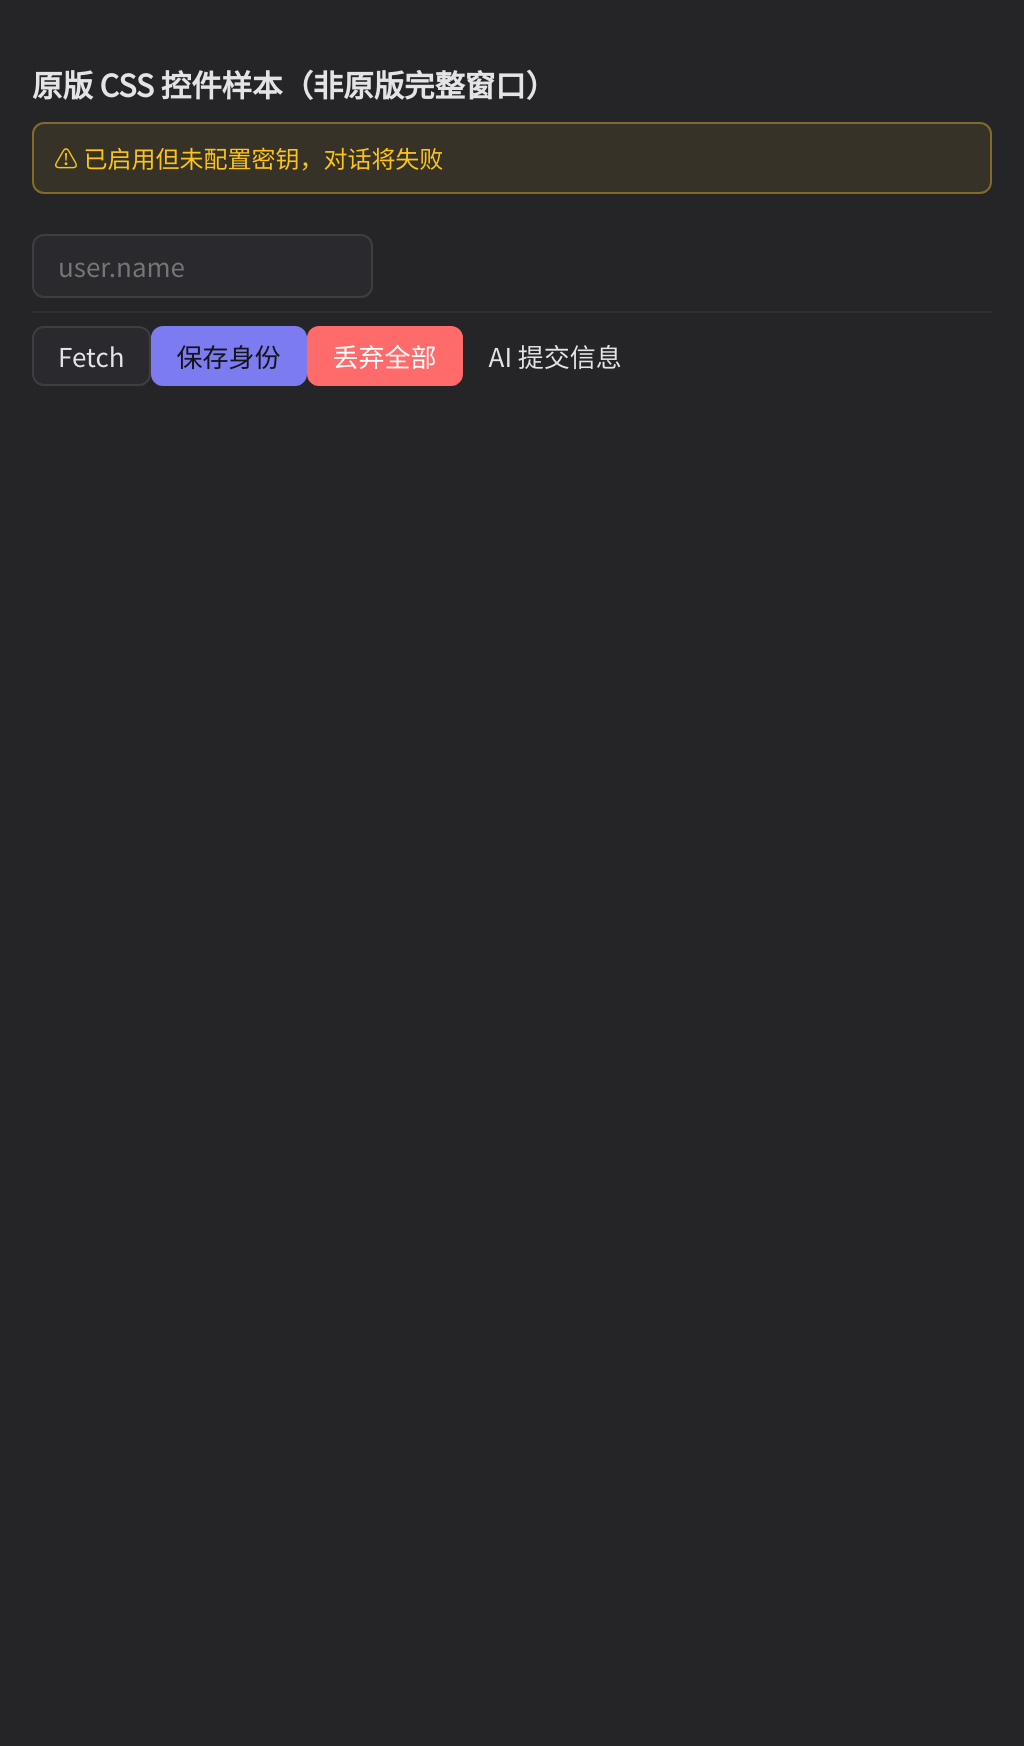 原版 CSS 控件样本（非原版完整窗口）
⚠ 已启用但未配置密钥，对话将失败
user.name
Fetch 保存身份 丢弃全部 AI 提交信息